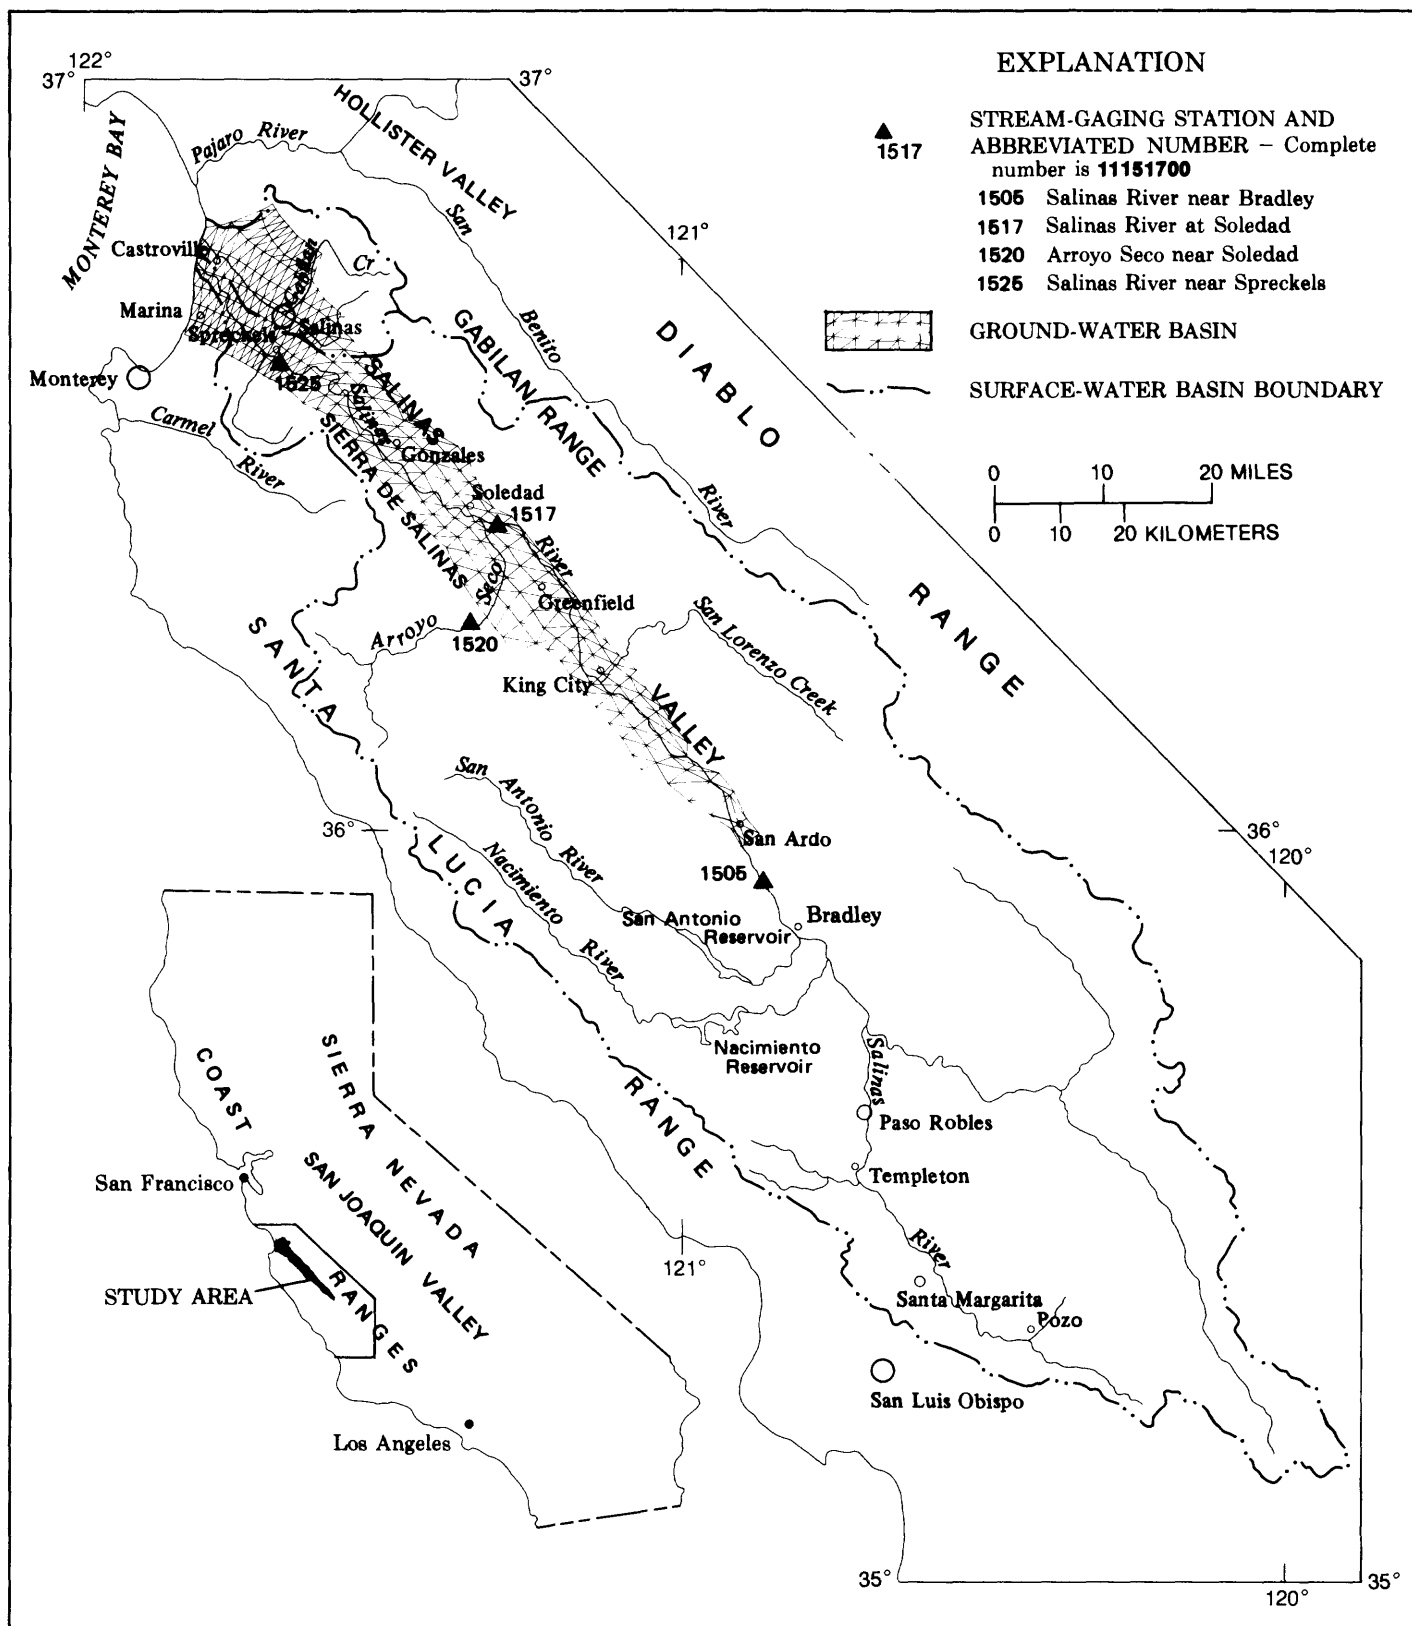 122°
37°
37°
EXPLANATION
STREAM-GAGING STATION AND
ABBREVIATED NUMBER – Complete
number is 11151700
1517
1505 Salinas River near Bradley
1517 Salinas River at Soledad
1520 Arroyo Seco near Soledad
1525 Salinas River near Spreckels
GROUND-WATER BASIN
SURFACE-WATER BASIN BOUNDARY
0 10 20 MILES
0 10 20 KILOMETERS
MONTEREY BAY
Pajaro River
HOLLISTER VALLEY
San Benito River
121°
Castroville
Gabilan Cr
Marina
Spreckels
Salinas
1525
Monterey
Carmel River
GABILAN RANGE
DIABLO RANGE
SALINAS VALLEY
Salinas River
SIERRA DE SALINAS
Gonzales
Soledad
1517
Greenfield
Arroyo Seco
1520
King City
San Lorenzo Creek
SANTA LUCIA RANGE
San Antonio River
Nacimiento River
36°
36°
120°
San Ardo
1505
Bradley
San Antonio
Reservoir
Nacimiento
Reservoir
Salinas River
Paso Robles
Templeton
Santa Margarita
Pozo
San Luis Obispo
121°
35°
35°
120°
COAST RANGES
SIERRA NEVADA
SAN JOAQUIN VALLEY
San Francisco
STUDY AREA
Los Angeles